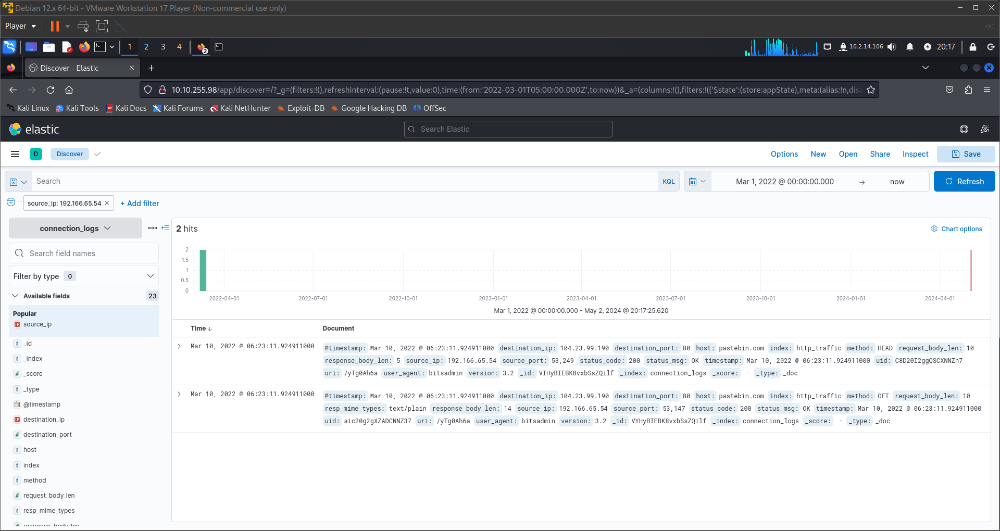 Debian 12.x 64-bit - VMware Workstation 17 Player (Non-commercial use only)
Player
1 2 3 4 2 10.2.14.106 20:17
Discover - Elastic
10.10.255.98/app/discover#/?_g=(filters:!(),refreshInterval:(pause:!t,value:0),time:(from:'2022-03-01T05:00:00.000Z',to:now))&_a=(columns:!(),filters:!(('$state':(store:appState),meta:(alias:!n,disa
Kali Linux Kali Tools Kali Docs Kali Forums Kali NetHunter Exploit-DB Google Hacking DB OffSec
elastic Search Elastic
D Discover Options New Open Share Inspect Save
Search KQL Mar 1, 2022 @ 00:00:00.000 → now Refresh
source_ip: 192.166.65.54 × + Add filter
connection_logs
2 hits Chart options
Search field names
Filter by type 0
Available fields 23
Popular
source_ip
_id
_index
_score
_type
@timestamp
destination_ip
destination_port
host
index
method
request_body_len
resp_mime_types
response_body_len
2
1.5
1
0.5
0
2022-04-01 2022-07-01 2022-10-01 2023-01-01 2023-04-01 2023-07-01 2023-10-01 2024-01-01 2024-04-01
Mar 1, 2022 @ 00:00:00.000 - May 2, 2024 @ 20:17:25.620
Time ↓ Document
Mar 10, 2022 @ 06:23:11.924911000 @timestamp: Mar 10, 2022 @ 06:23:11.924911000 destination_ip: 104.23.99.190 destination_port: 80 host: pastebin.com index: http_traffic method: HEAD request_body_len: 10
response_body_len: 5 source_ip: 192.166.65.54 source_port: 53,249 status_code: 200 status_msg: OK timestamp: Mar 10, 2022 @ 06:23:11.924911000 uid: C8D20I2ggQSCXNNZn7
uri: /yTg0Ah6a user_agent: bitsadmin version: 3.2 _id: VIHyBIEBK8vxbSsZQilf _index: connection_logs _score: - _type: _doc
Mar 10, 2022 @ 06:23:11.924911000 @timestamp: Mar 10, 2022 @ 06:23:11.924911000 destination_ip: 104.23.99.190 destination_port: 80 host: pastebin.com index: http_traffic method: GET request_body_len: 10
resp_mime_types: text/plain response_body_len: 14 source_ip: 192.166.65.54 source_port: 53,147 status_code: 200 status_msg: OK timestamp: Mar 10, 2022 @ 06:23:11.924911000
uid: aic20g2gXZADCNNZ37 uri: /yTg0Ah6a user_agent: bitsadmin version: 3.2 _id: VYHyBIEBK8vxbSsZQilf _index: connection_logs _score: - _type: _doc